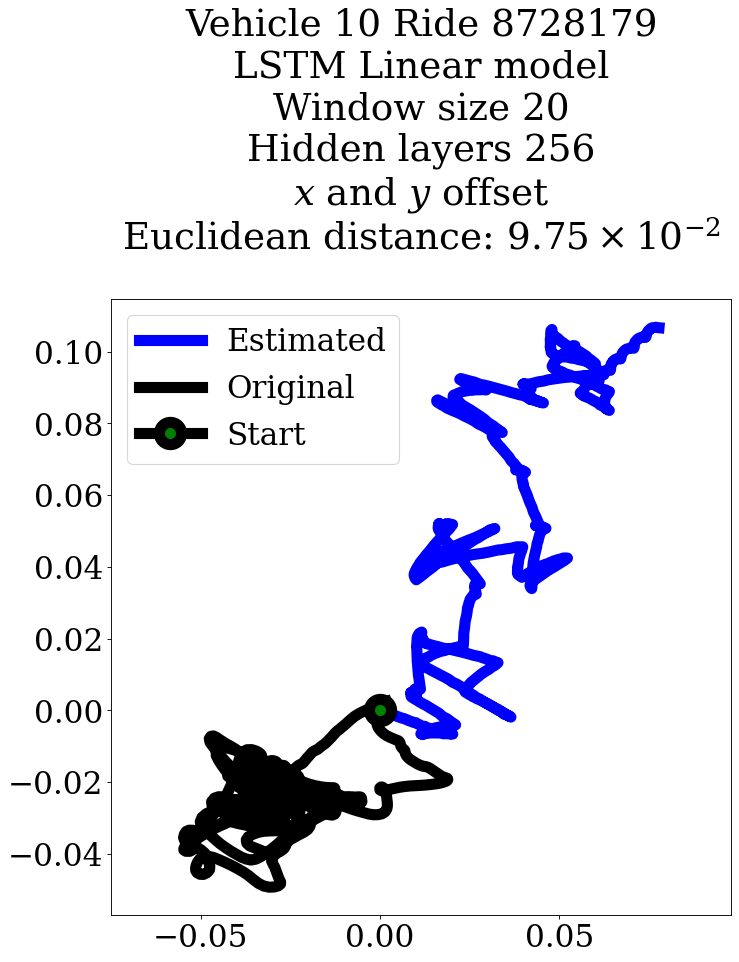 Vehicle 10 Ride 8728179
LSTM Linear model
Window size 20
Hidden layers 256
x and y offset
Euclidean distance: 9.75 × 10⁻²
Estimated
Original
Start
0.10
0.08
0.06
0.04
0.02
0.00
−0.02
−0.04
−0.05 0.00 0.05